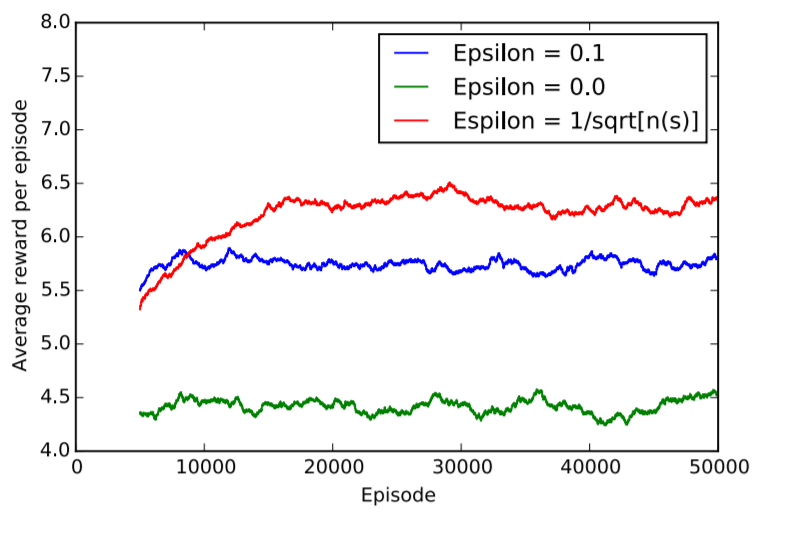 8.0
7.5
7.0
6.5
6.0
5.5
5.0
4.5
4.0
Average reward per episode
Epsilon = 0.1
Epsilon = 0.0
Espilon = 1/sqrt[n(s)]
0 10000 20000 30000 40000 50000
Episode